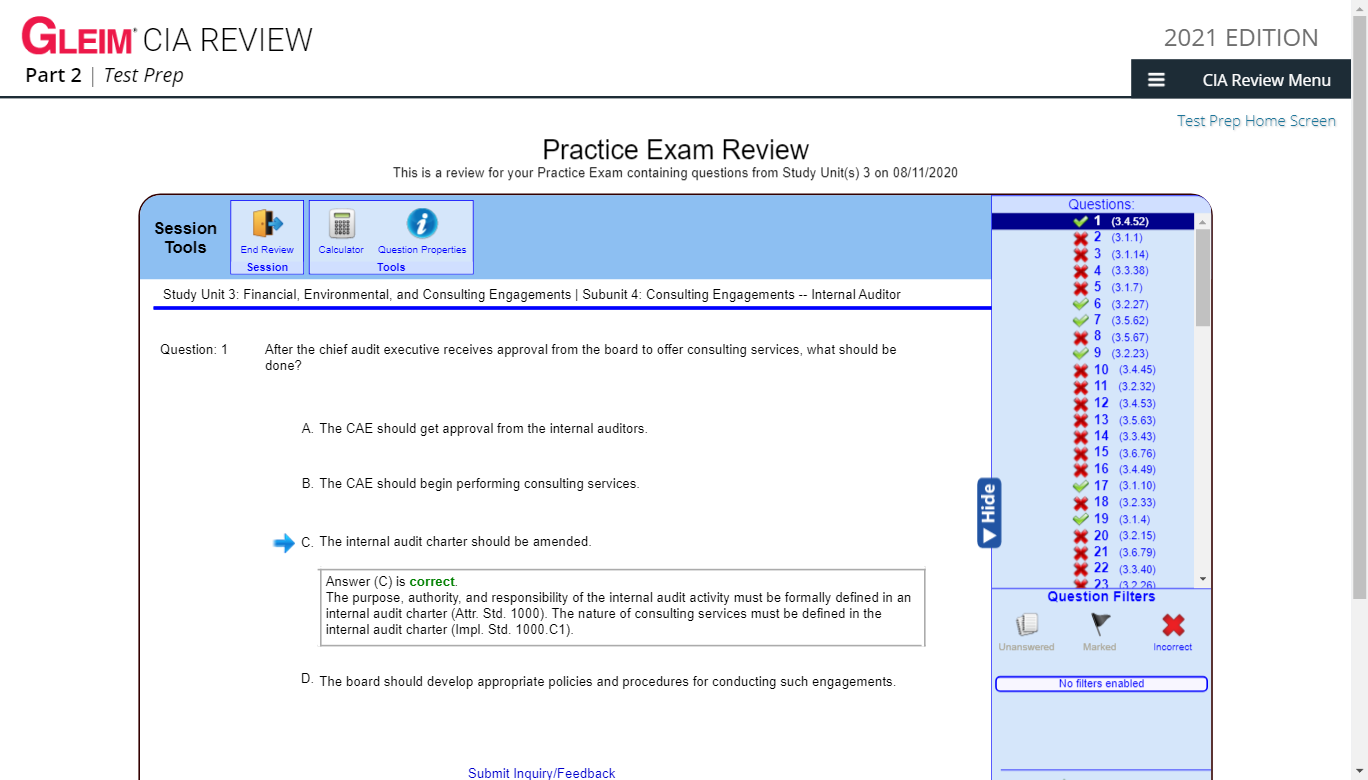 GLEIM® CIA REVIEW
2021 EDITION
Part 2 | Test Prep
CIA Review Menu
Test Prep Home Screen
Practice Exam Review
This is a review for your Practice Exam containing questions from Study Unit(s) 3 on 08/11/2020
Session Tools
End Review
Session
Calculator
Question Properties
Tools
Study Unit 3: Financial, Environmental, and Consulting Engagements | Subunit 4: Consulting Engagements -- Internal Auditor
Question: 1
After the chief audit executive receives approval from the board to offer consulting services, what should be
done?
A. The CAE should get approval from the internal auditors.
B. The CAE should begin performing consulting services.
C. The internal audit charter should be amended.
Answer (C) is correct.
The purpose, authority, and responsibility of the internal audit activity must be formally defined in an
internal audit charter (Attr. Std. 1000). The nature of consulting services must be defined in the
internal audit charter (Impl. Std. 1000.C1).
D. The board should develop appropriate policies and procedures for conducting such engagements.
Submit Inquiry/Feedback
Hide
Questions:
1 (3.4.52)
2 (3.1.1)
3 (3.1.14)
4 (3.3.38)
5 (3.1.7)
6 (3.2.27)
7 (3.5.62)
8 (3.5.67)
9 (3.2.23)
10 (3.4.45)
11 (3.2.32)
12 (3.4.53)
13 (3.5.63)
14 (3.3.43)
15 (3.6.76)
16 (3.4.49)
17 (3.1.10)
18 (3.2.33)
19 (3.1.4)
20 (3.2.15)
21 (3.6.79)
22 (3.3.40)
23 (3.2.26)
Question Filters
Unanswered
Marked
Incorrect
No filters enabled